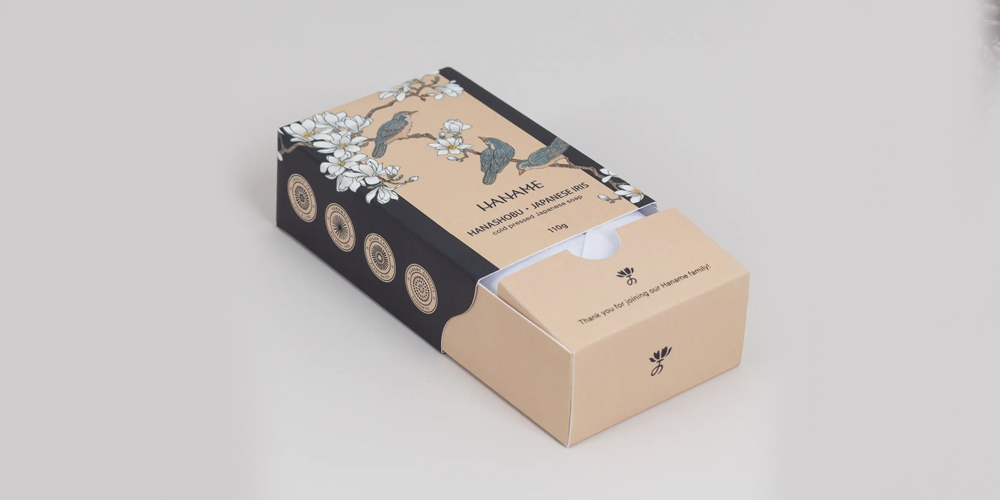 HANAME
HANASHOBU • JAPANESE IRIS
cold pressed Japanese soap
110g
Thank you for joining our Haname family!